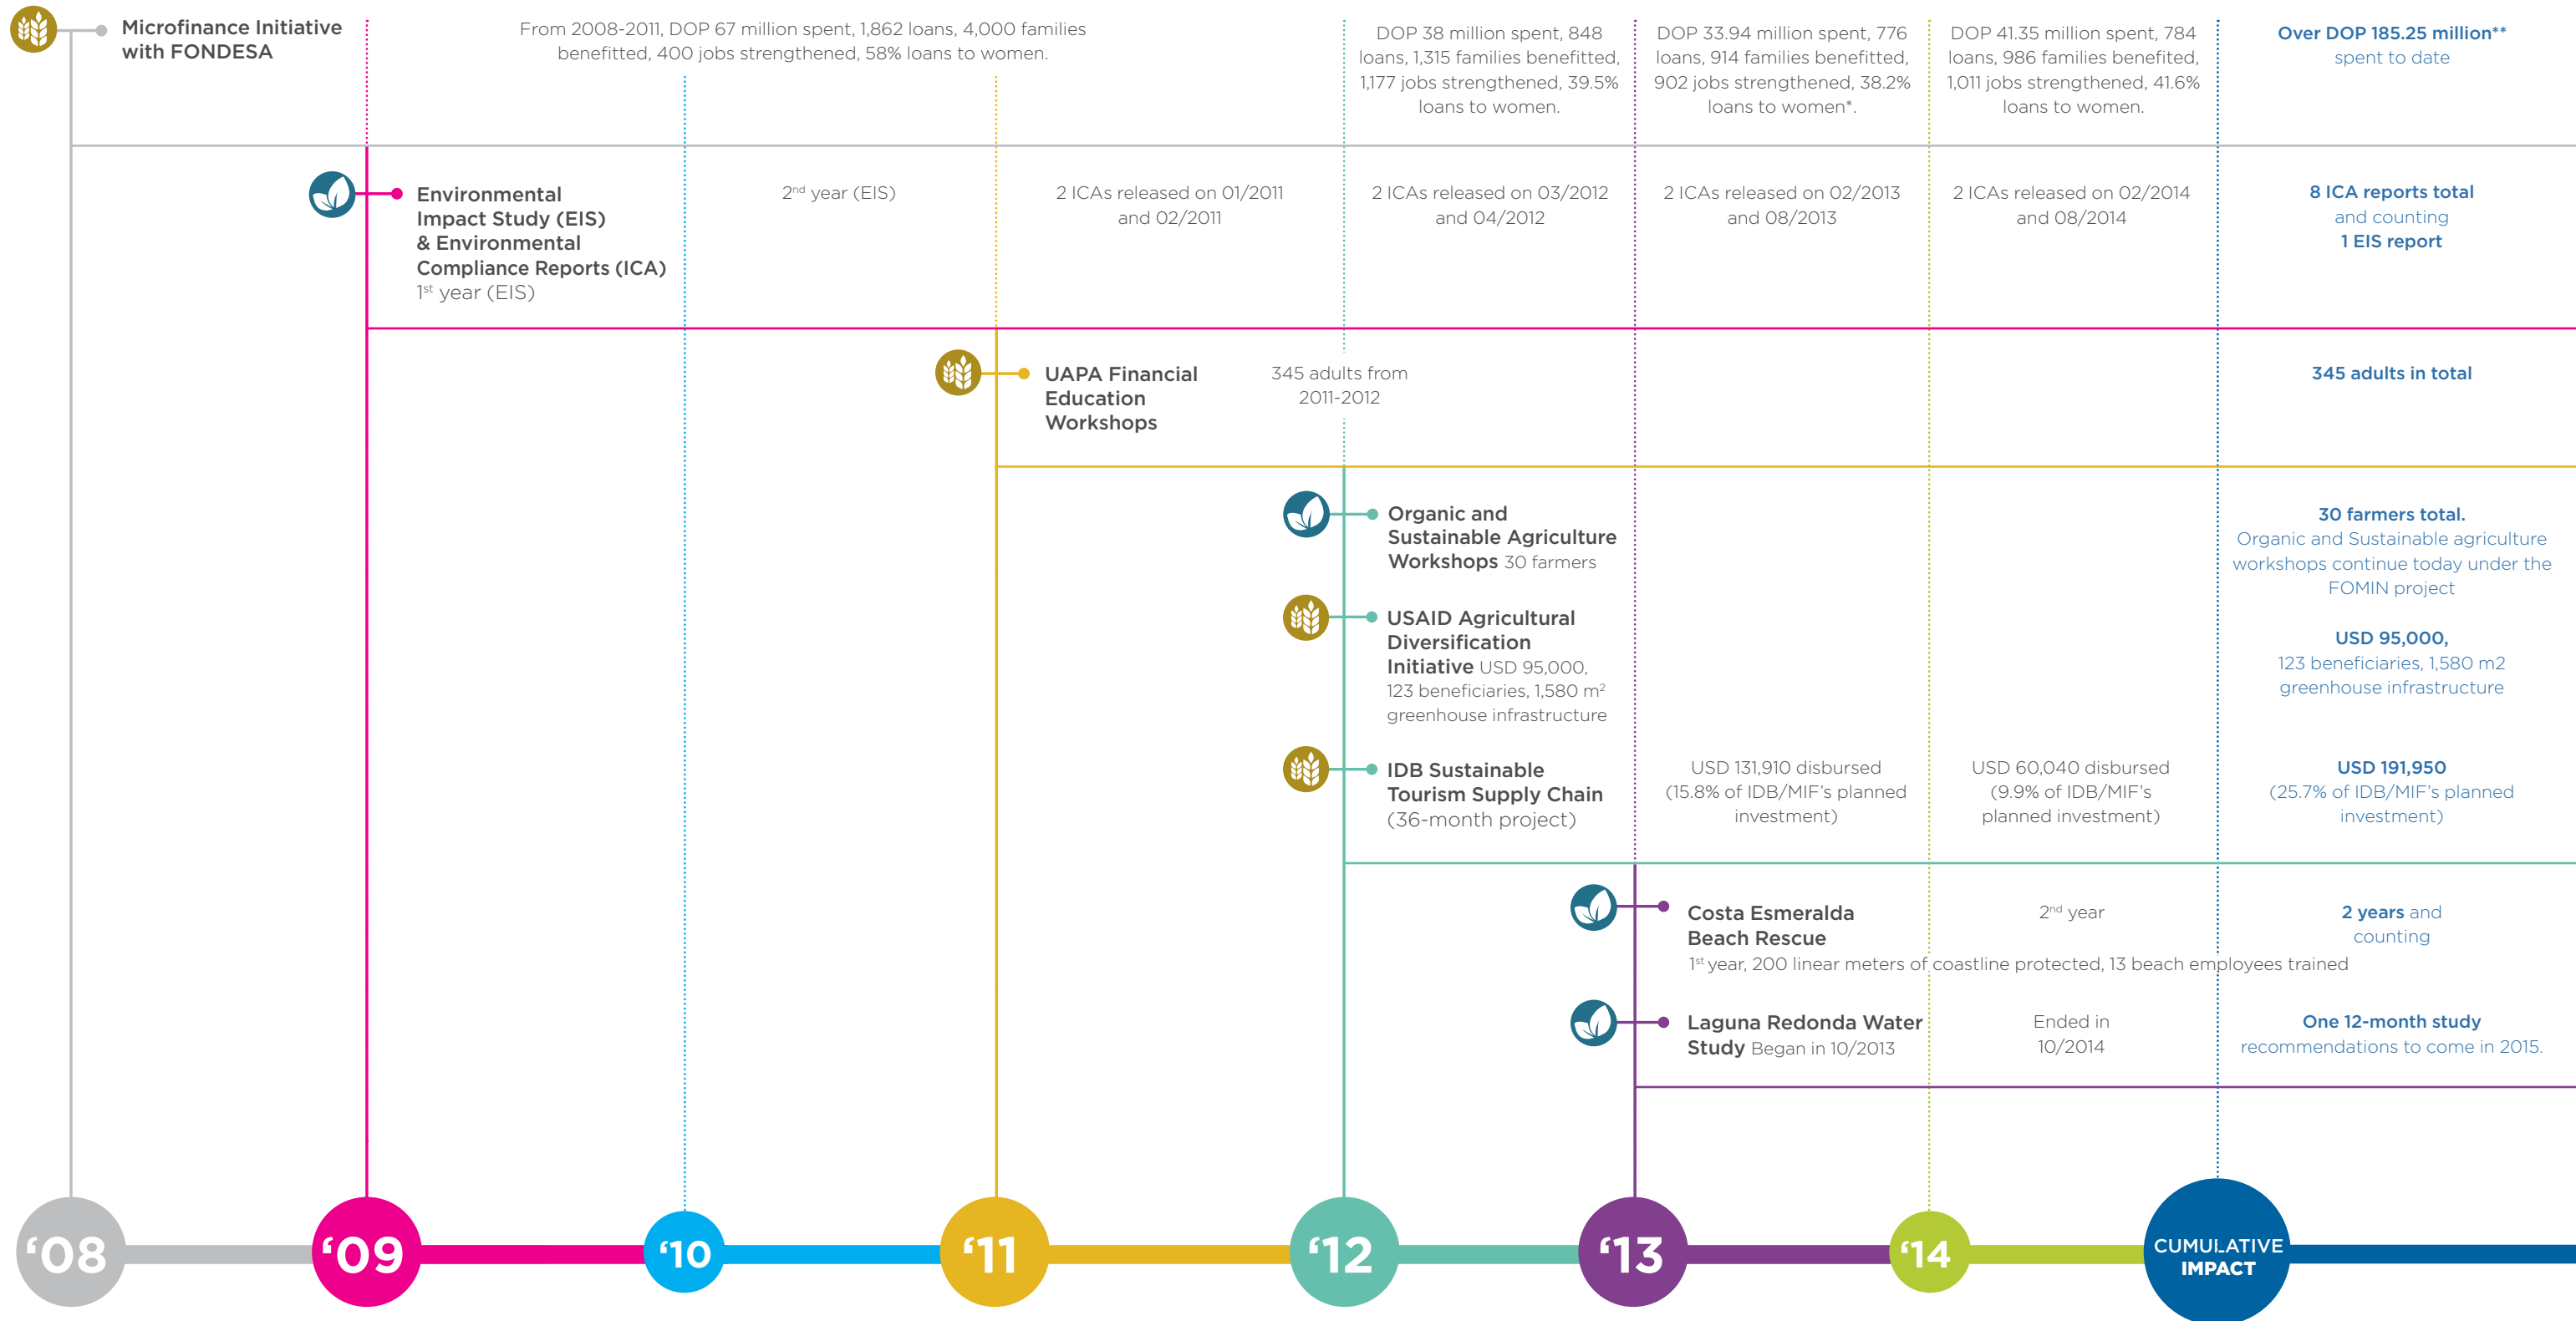 Microfinance Initiative
with FONDESA
From 2008-2011, DOP 67 million spent, 1,862 loans, 4,000 families
benefitted, 400 jobs strengthened, 58% loans to women.
DOP 38 million spent, 848
loans, 1,315 families benefitted,
1,177 jobs strengthened, 39.5%
loans to women.
DOP 33.94 million spent, 776
loans, 914 families benefitted,
902 jobs strengthened, 38.2%
loans to women*.
DOP 41.35 million spent, 784
loans, 986 families benefited,
1,011 jobs strengthened, 41.6%
loans to women.
Over DOP 185.25 million**
spent to date
Environmental
Impact Study (EIS)
& Environmental
Compliance Reports (ICA)
1st year (EIS)
2nd year (EIS)
2 ICAs released on 01/2011
and 02/2011
2 ICAs released on 03/2012
and 04/2012
2 ICAs released on 02/2013
and 08/2013
2 ICAs released on 02/2014
and 08/2014
8 ICA reports total
and counting
1 EIS report
UAPA Financial
Education
Workshops
345 adults from
2011-2012
345 adults in total
Organic and
Sustainable Agriculture
Workshops 30 farmers
30 farmers total.
Organic and Sustainable agriculture
workshops continue today under the
FOMIN project
USAID Agricultural
Diversification
Initiative USD 95,000,
123 beneficiaries, 1,580 m2
greenhouse infrastructure
USD 95,000,
123 beneficiaries, 1,580 m2
greenhouse infrastructure
IDB Sustainable
Tourism Supply Chain
(36-month project)
USD 131,910 disbursed
(15.8% of IDB/MIF's planned
investment)
USD 60,040 disbursed
(9.9% of IDB/MIF's
planned investment)
USD 191,950
(25.7% of IDB/MIF's planned
investment)
Costa Esmeralda
Beach Rescue
1st year, 200 linear meters of coastline protected, 13 beach employees trained
2nd year
2 years and
counting
Laguna Redonda Water
Study Began in 10/2013
Ended in
10/2014
One 12-month study
recommendations to come in 2015.
‘08
‘09
‘10
‘11
‘12
‘13
‘14
CUMULATIVE
IMPACT